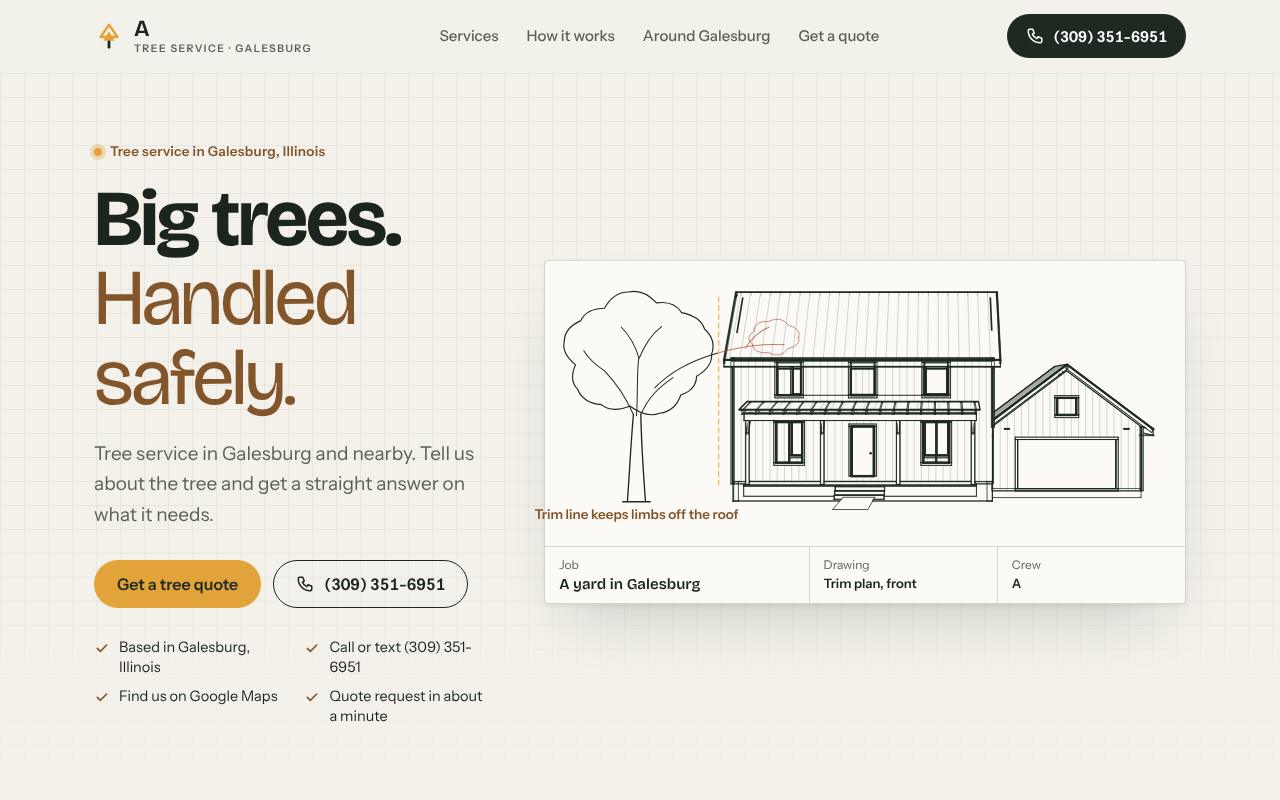 A
TREE SERVICE · GALESBURG
Services
How it works
Around Galesburg
Get a quote
(309) 351-6951
Tree service in Galesburg, Illinois
Big trees.
Handled
safely.
Tree service in Galesburg and nearby. Tell us
about the tree and get a straight answer on
what it needs.
Get a tree quote
(309) 351-6951
Based in Galesburg,
Illinois
Call or text (309) 351-
6951
Find us on Google Maps
Quote request in about
a minute
Trim line keeps limbs off the roof
Job
A yard in Galesburg
Drawing
Trim plan, front
Crew
A